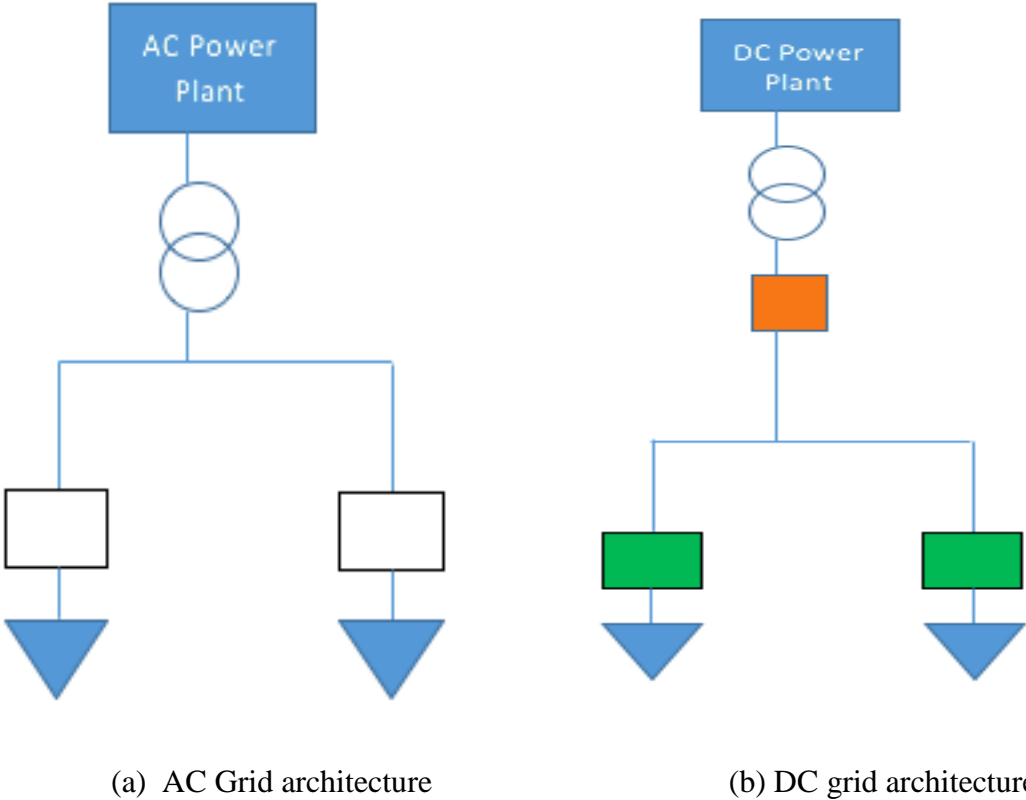 AC Power
Plant
DC Power
Plant
(a) AC Grid architecture
(b) DC grid architecture